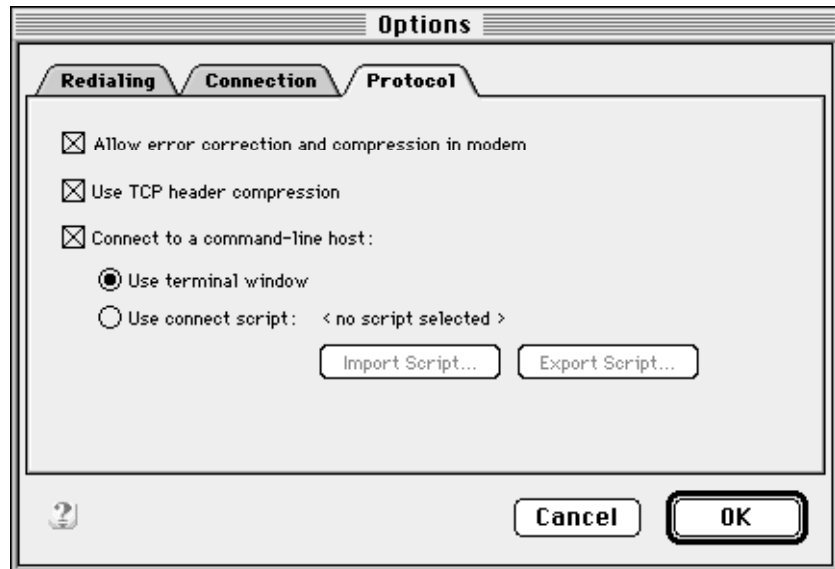 Options
Redialing Connection Protocol
Allow error correction and compression in modem
Use TCP header compression
Connect to a command-line host:
Use terminal window
Use connect script: < no script selected >
Import Script... Export Script...
? Cancel OK